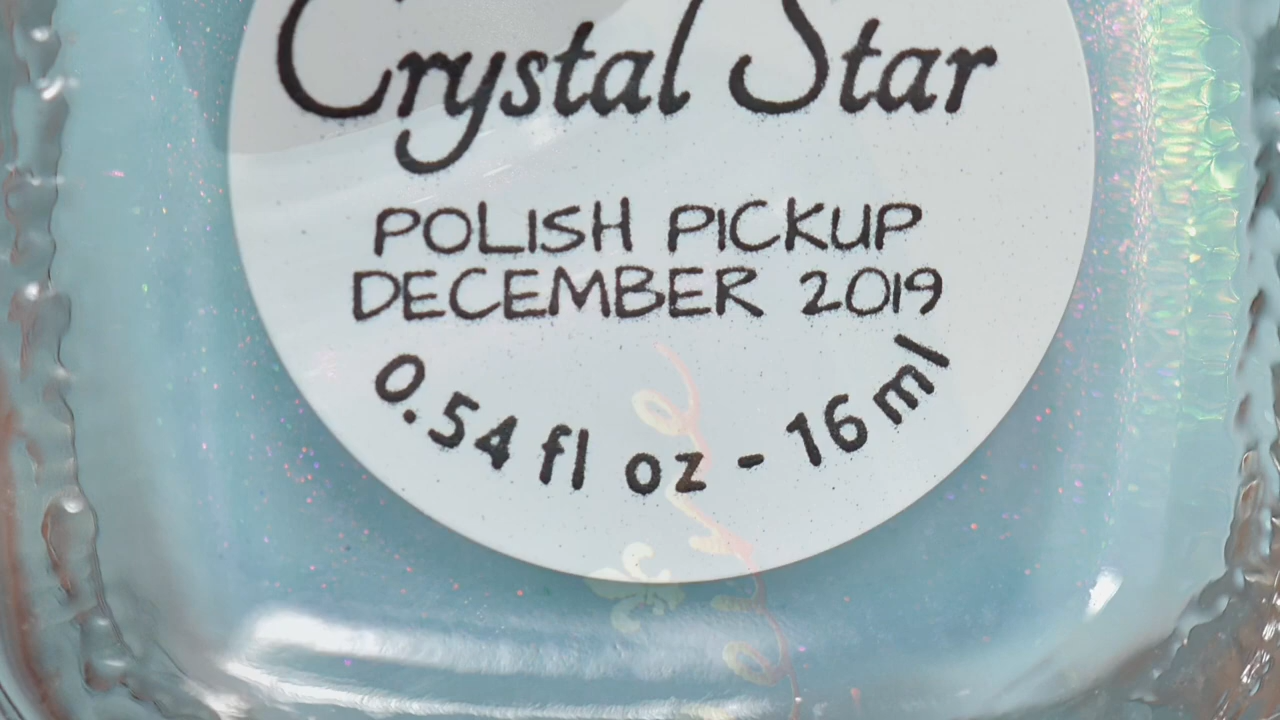 Crystal Star
POLISH PICKUP
DECEMBER 2019
0.54 fl oz - 16 ml